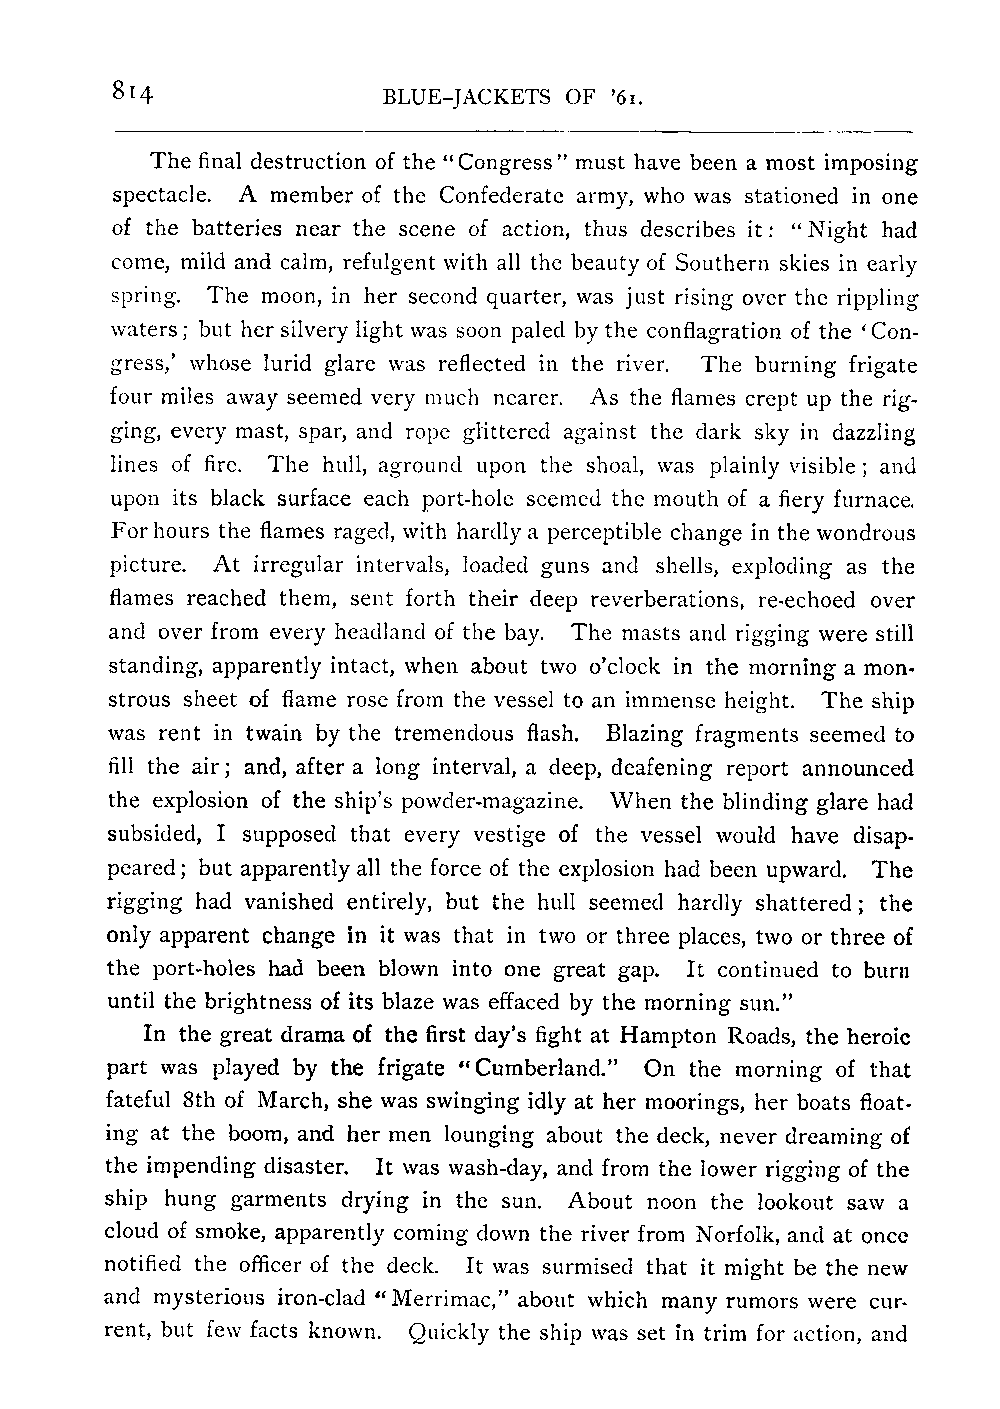 814 BLUE-JACKETS OF '61.
The final destruction of the "Congress" must have been a most imposing
spectacle. A member of the Confederate army, who was stationed in one
of the batteries near the scene of action, thus describes it: "Night had
come, mild and calm, refulgent with all the beauty of Southern skies in early
spring. The moon, in her second quarter, was just rising over the rippling
waters; but her silvery light was soon paled by the conflagration of the 'Con-
gress,' whose lurid glare was reflected in the river. The burning frigate
four miles away seemed very much nearer. As the flames crept up the rig-
ging, every mast, spar, and rope glittered against the dark sky in dazzling
lines of fire. The hull, aground upon the shoal, was plainly visible; and
upon its black surface each port-hole seemed the mouth of a fiery furnace.
For hours the flames raged, with hardly a perceptible change in the wondrous
picture. At irregular intervals, loaded guns and shells, exploding as the
flames reached them, sent forth their deep reverberations, re-echoed over
and over from every headland of the bay. The masts and rigging were still
standing, apparently intact, when about two o'clock in the morning a mon-
strous sheet of flame rose from the vessel to an immense height. The ship
was rent in twain by the tremendous flash. Blazing fragments seemed to
fill the air; and, after a long interval, a deep, deafening report announced
the explosion of the ship's powder-magazine. When the blinding glare had
subsided, I supposed that every vestige of the vessel would have disap-
peared; but apparently all the force of the explosion had been upward. The
rigging had vanished entirely, but the hull seemed hardly shattered; the
only apparent change in it was that in two or three places, two or three of
the port-holes had been blown into one great gap. It continued to burn
until the brightness of its blaze was effaced by the morning sun."
In the great drama of the first day's fight at Hampton Roads, the heroic
part was played by the frigate "Cumberland." On the morning of that
fateful 8th of March, she was swinging idly at her moorings, her boats float-
ing at the boom, and her men lounging about the deck, never dreaming of
the impending disaster. It was wash-day, and from the lower rigging of the
ship hung garments drying in the sun. About noon the lookout saw a
cloud of smoke, apparently coming down the river from Norfolk, and at once
notified the officer of the deck. It was surmised that it might be the new
and mysterious iron-clad "Merrimac," about which many rumors were cur-
rent, but few facts known. Quickly the ship was set in trim for action, and